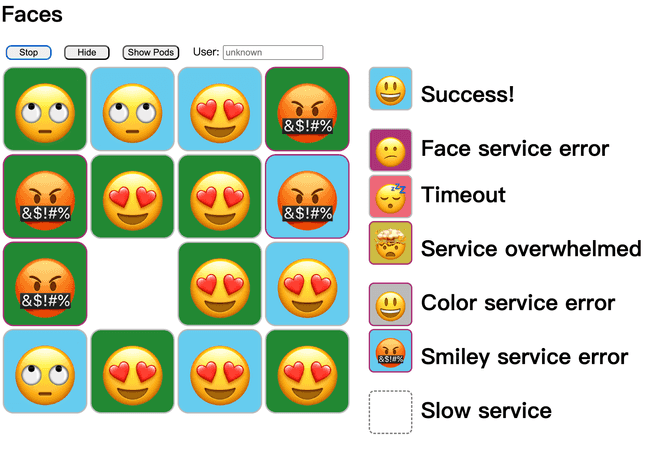 Faces
Stop Hide Show Pods User: unknown
Success!
&$!#%
Face service error
Timeout
&$!#% &$!#%
Service overwhelmed
&$!#%
Color service error
Smiley service error
&$!#%
Slow service